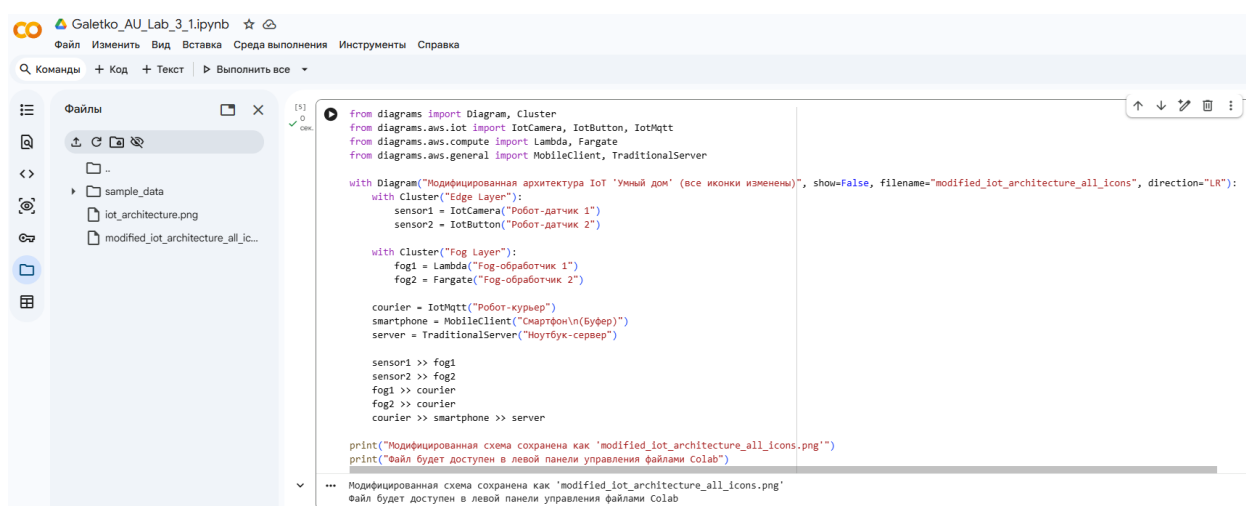 Galetko_AU_Lab_3_1.ipynb
Файл Изменить Вид Вставка Среда выполнения Инструменты Справка
Команды + Код + Текст Выполнить все
Файлы
..
sample_data
iot_architecture.png
modified_iot_architecture_all_ic...
[5]
0
сек.
from diagrams import Diagram, Cluster
from diagrams.aws.iot import IotCamera, IotButton, IotMqtt
from diagrams.aws.compute import Lambda, Fargate
from diagrams.aws.general import MobileClient, TraditionalServer
with Diagram("Модифицированная архитектура IoT 'Умный дом' (все иконки изменены)", show=False, filename="modified_iot_architecture_all_icons", direction="LR"):
with Cluster("Edge Layer"):
sensor1 = IotCamera("Робот-датчик 1")
sensor2 = IotButton("Робот-датчик 2")
with Cluster("Fog Layer"):
fog1 = Lambda("Fog-обработчик 1")
fog2 = Fargate("Fog-обработчик 2")
courier = IotMqtt("Робот-курьер")
smartphone = MobileClient("Смартфон\n(Буфер)")
server = TraditionalServer("Ноутбук-сервер")
sensor1 >> fog1
sensor2 >> fog2
fog1 >> courier
fog2 >> courier
courier >> smartphone >> server
print("Модифицированная схема сохранена как 'modified_iot_architecture_all_icons.png'")
print("Файл будет доступен в левой панели управления файлами Colab")
Модифицированная схема сохранена как 'modified_iot_architecture_all_icons.png'
Файл будет доступен в левой панели управления файлами Colab